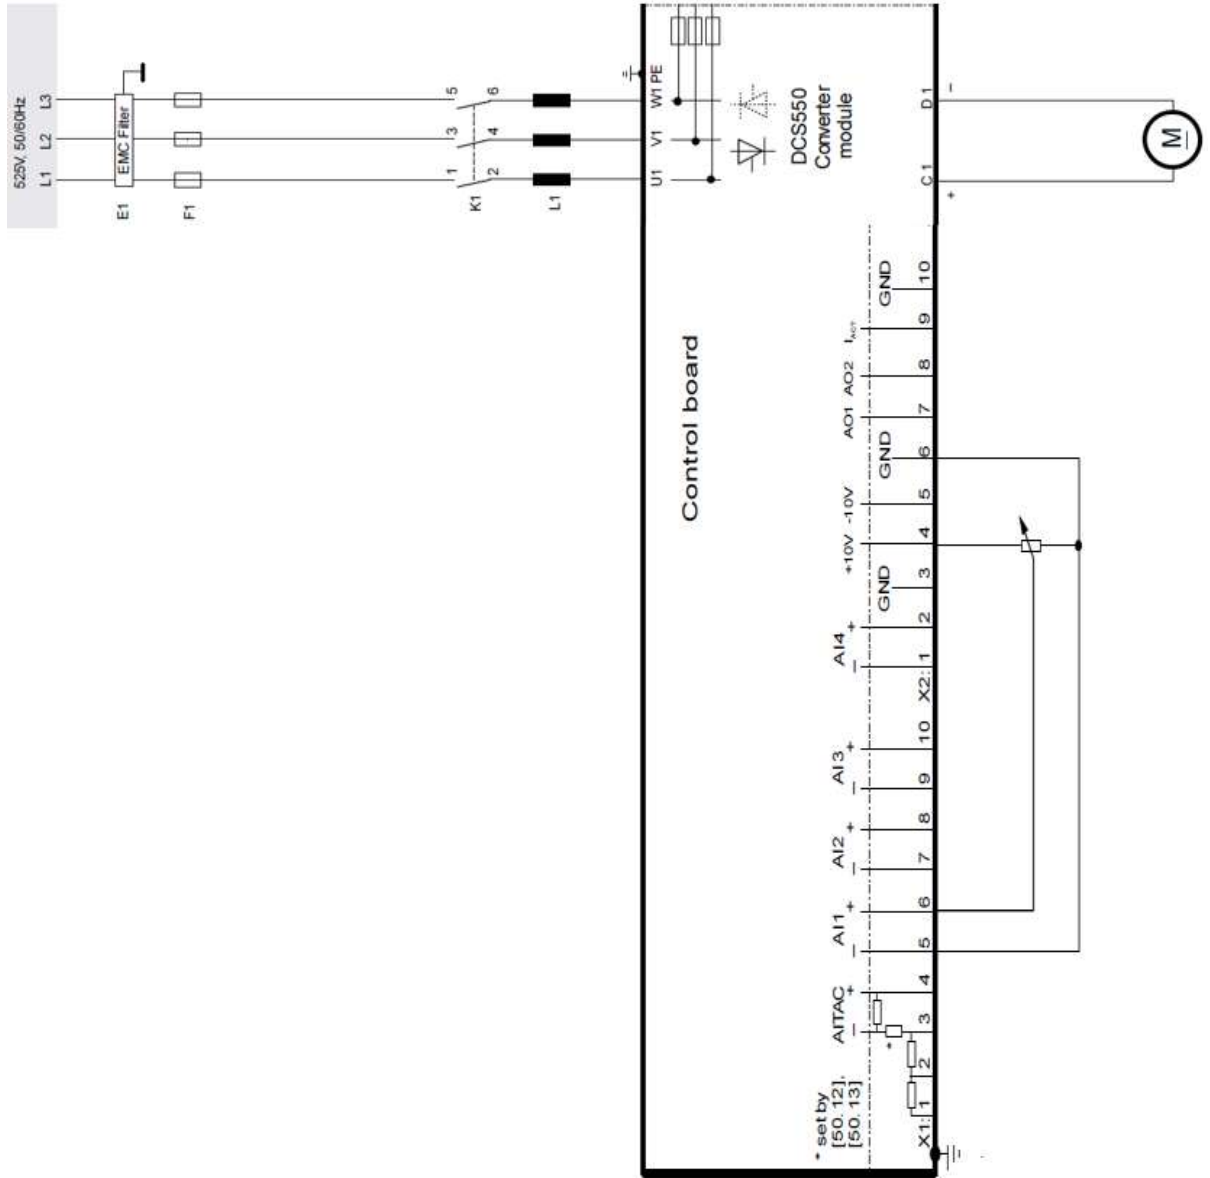 525V, 50/60Hz
L1 L2 L3
E1
EMC Filter
F1
K1
1 3 5
2 4 6
L1
U1 V1 W1 PE
DCS550
Converter
module
C 1 D 1
+ −
M
Control board
* set by
[50. 12],
[50. 13]
AITAC AI1 AI2 AI3 AI4
− + − + − + − + − +
GND +10V -10V GND AO1 AO2 IACT GND
*
X1: 1 2 3 4 5 6 7 8 9 10
X2: 1 2 3 4 5 6 7 8 9 10